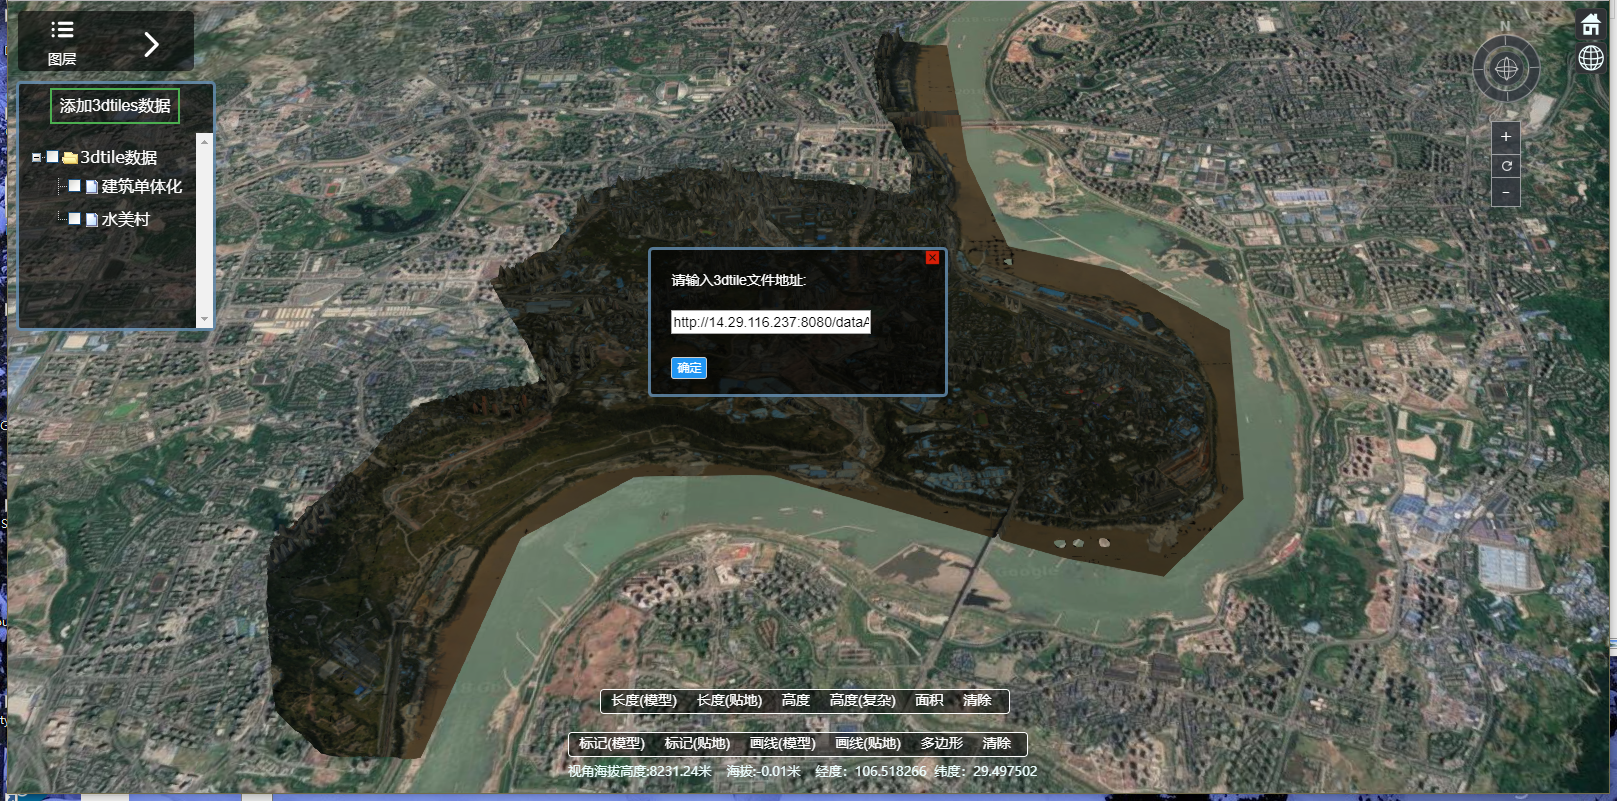 图层
添加3dtiles数据
3dtile数据
建筑单体化
水美村
N
请输入3dtile文件地址:
http://14.29.116.237:8080/data
确定
长度(模型) 长度(贴地) 高度 高度(复杂) 面积 清除
标记(模型) 标记(贴地) 画线(模型) 画线(贴地) 多边形 清除
视角海拔高度:8231.24米 海拔:-0.01米 经度：106.518266 纬度：29.497502
Google